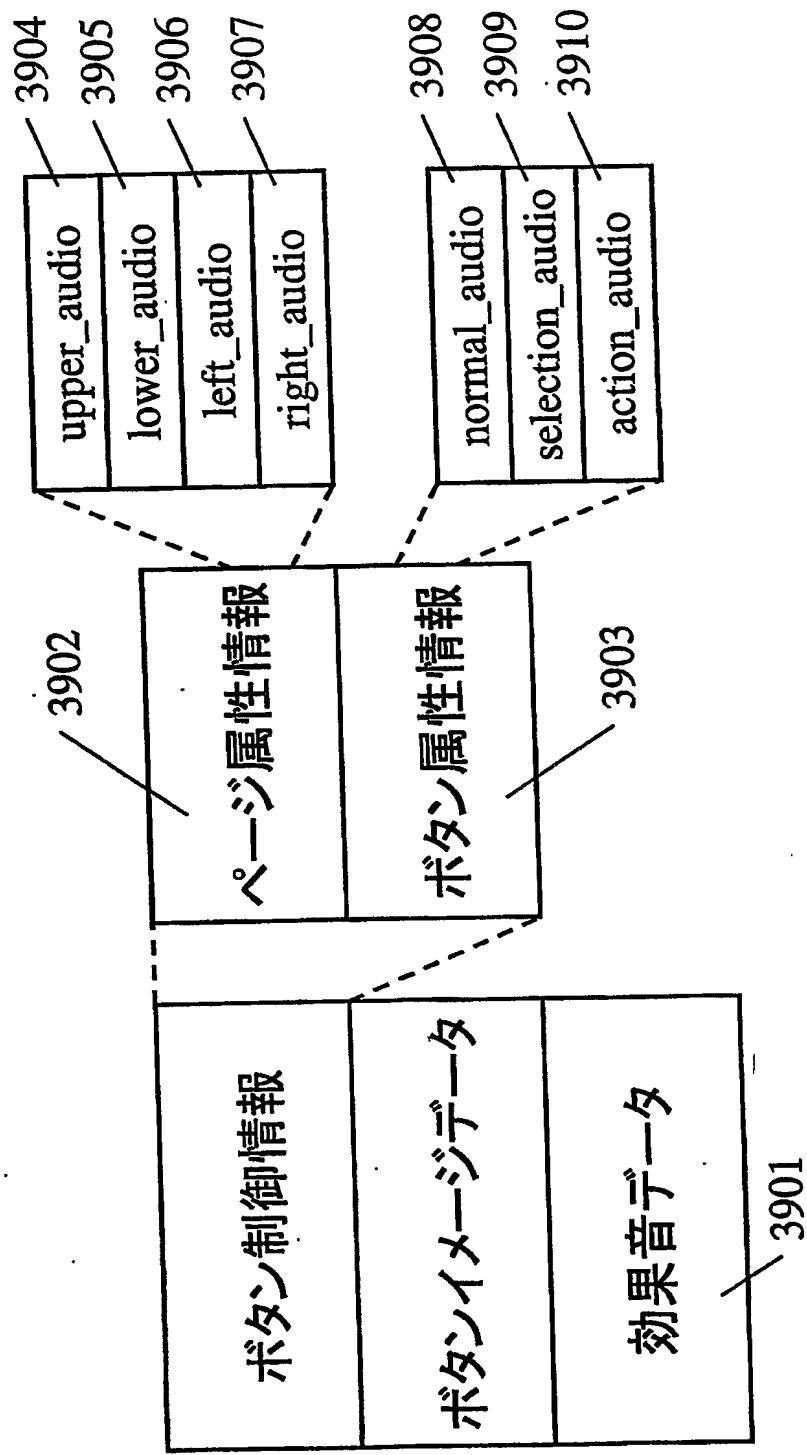 ボタン制御情報
ボタンイメージデータ
効果音データ
3901
3902
ページ属性情報
ボタン属性情報
3903
upper_audio
3904
lower_audio
3905
left_audio
3906
right_audio
3907
normal_audio
3908
selection_audio
3909
action_audio
3910